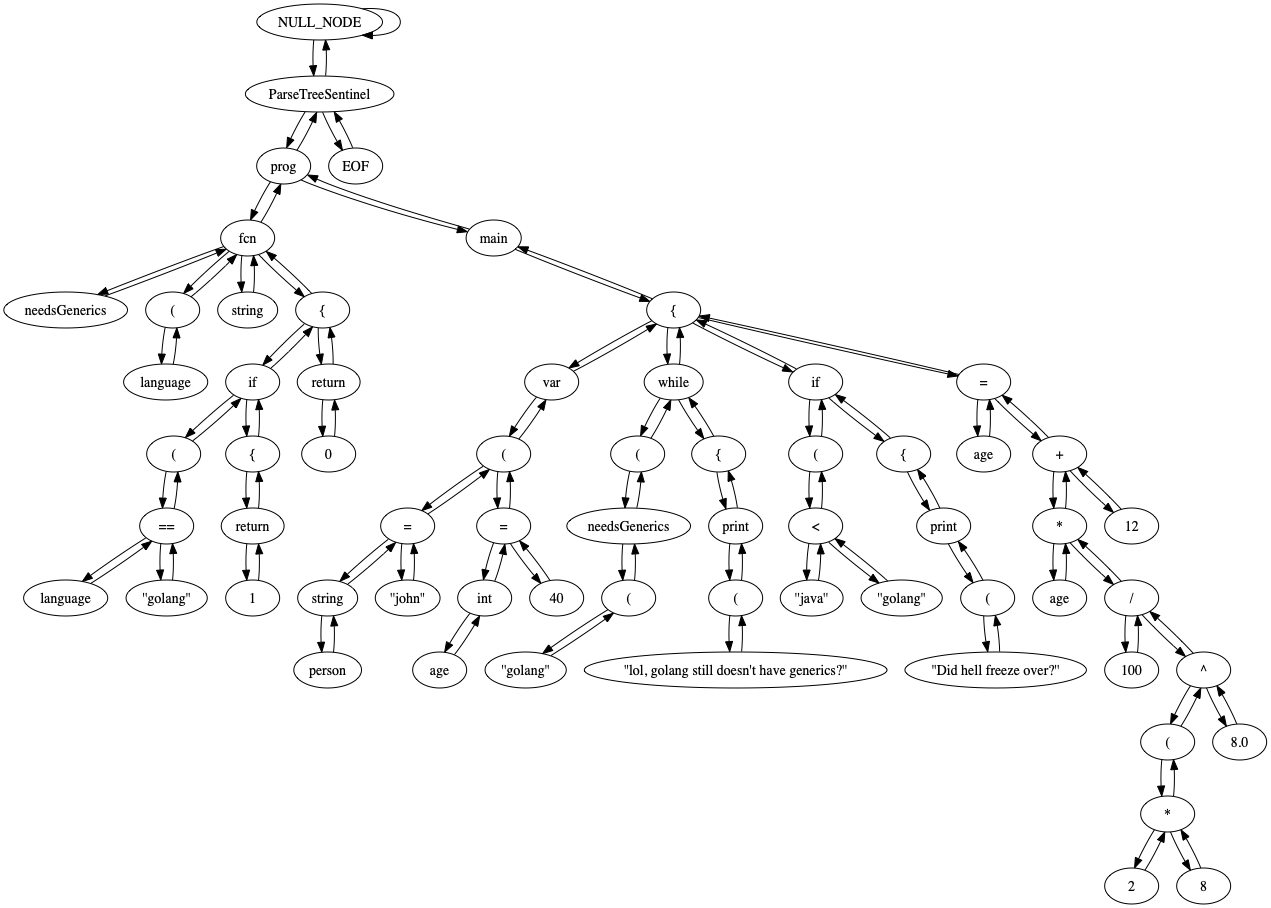 NULL_NODE
ParseTreeSentinel
prog
EOF
fcn
main
needsGenerics
(
string
{
{
language
if
return
var
while
if
=
(
{
0
(
(
{
(
{
age
+
==
return
=
=
needsGenerics
print
<
print
*
12
language
"golang"
1
string
"john"
int
40
(
(
"java"
"golang"
(
age
/
person
age
"golang"
"lol, golang still doesn't have generics?"
"Did hell freeze over?"
100
^
(
8.0
*
2
8